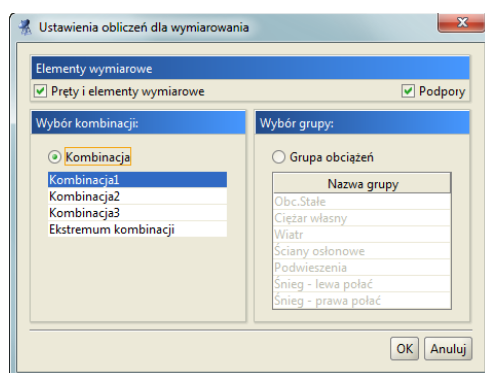 Ustawienia obliczeń dla wymiarowania
Elementy wymiarowe
Pręty i elementy wymiarowe
Podpory
Wybór kombinacji:
Kombinacja
Kombinacja1
Kombinacja2
Kombinacja3
Ekstremum kombinacji
Wybór grupy:
Grupa obciążeń
Nazwa grupy
Obc.Stałe
Ciężar własny
Wiatr
Ściany osłonowe
Podwieszenia
Śnieg - lewa połać
Śnieg - prawa połać
OK
Anuluj